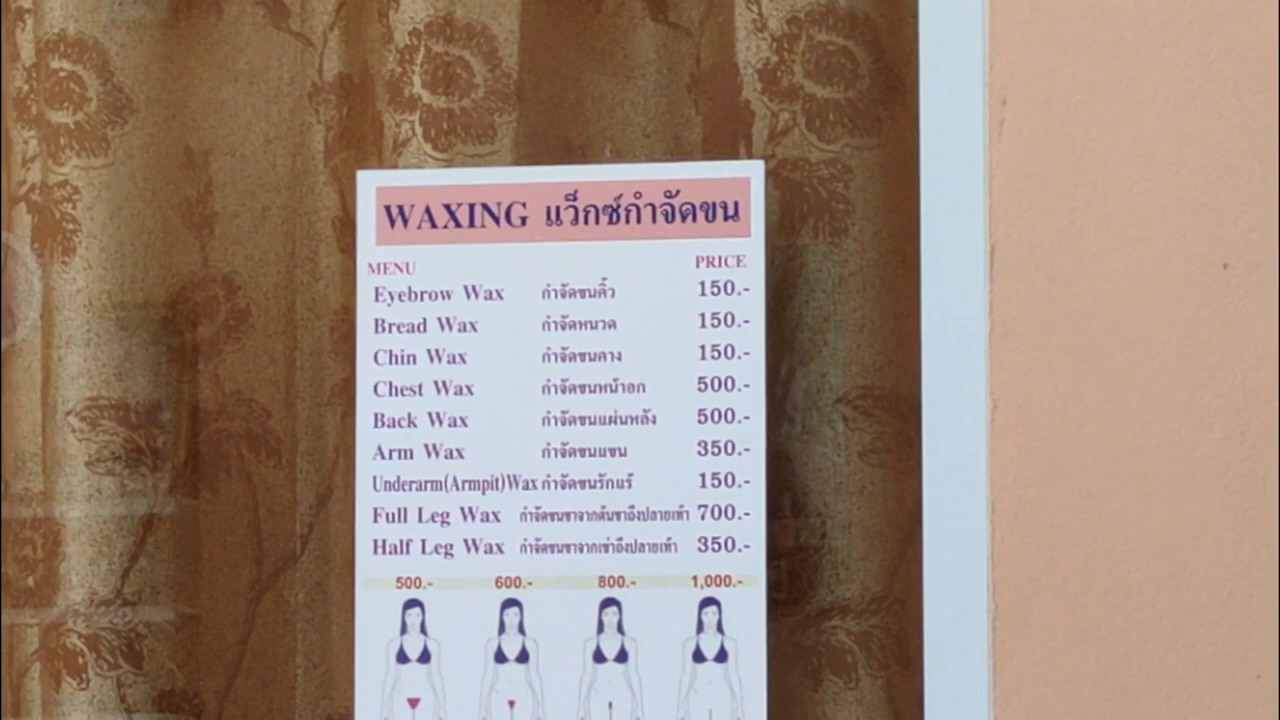 WAXING แว็กซ์กำจัดขน
MENU PRICE
Eyebrow Wax กำจัดขนคิ้ว 150.-
Bread Wax กำจัดหนวด 150.-
Chin Wax กำจัดขนคาง 150.-
Chest Wax กำจัดขนหน้าอก 500.-
Back Wax กำจัดขนแผ่นหลัง 500.-
Arm Wax กำจัดขนแขน 350.-
Underarm(Armpit)Wax กำจัดขนรักแร้ 150.-
Full Leg Wax กำจัดขนขาจากต้นขาถึงปลายเท้า 700.-
Half Leg Wax กำจัดขนขาจากเข่าถึงปลายเท้า 350.-
500.- 600.- 800.- 1,000.-